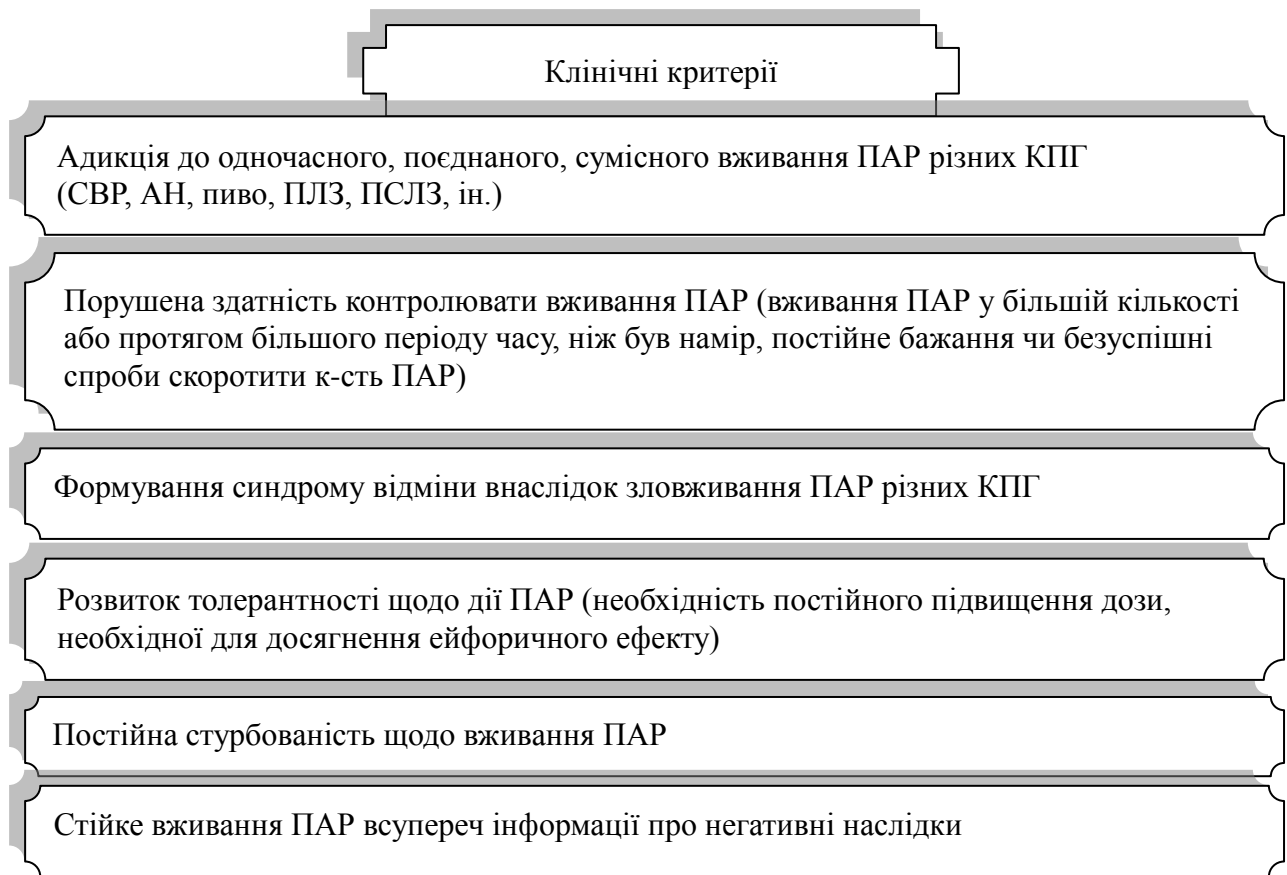 Клінічні критерії
Адикція до одночасного, поєднаного, сумісного вживання ПАР різних КПГ
(СВР, АН, пиво, ПЛЗ, ПСЛЗ, ін.)
Порушена здатність контролювати вживання ПАР (вживання ПАР у більшій кількості
або протягом більшого періоду часу, ніж був намір, постійне бажання чи безуспішні
спроби скоротити к-сть ПАР)
Формування синдрому відміни внаслідок зловживання ПАР різних КПГ
Розвиток толерантності щодо дії ПАР (необхідність постійного підвищення дози,
необхідної для досягнення ейфоричного ефекту)
Постійна стурбованість щодо вживання ПАР
Стійке вживання ПАР всупереч інформації про негативні наслідки